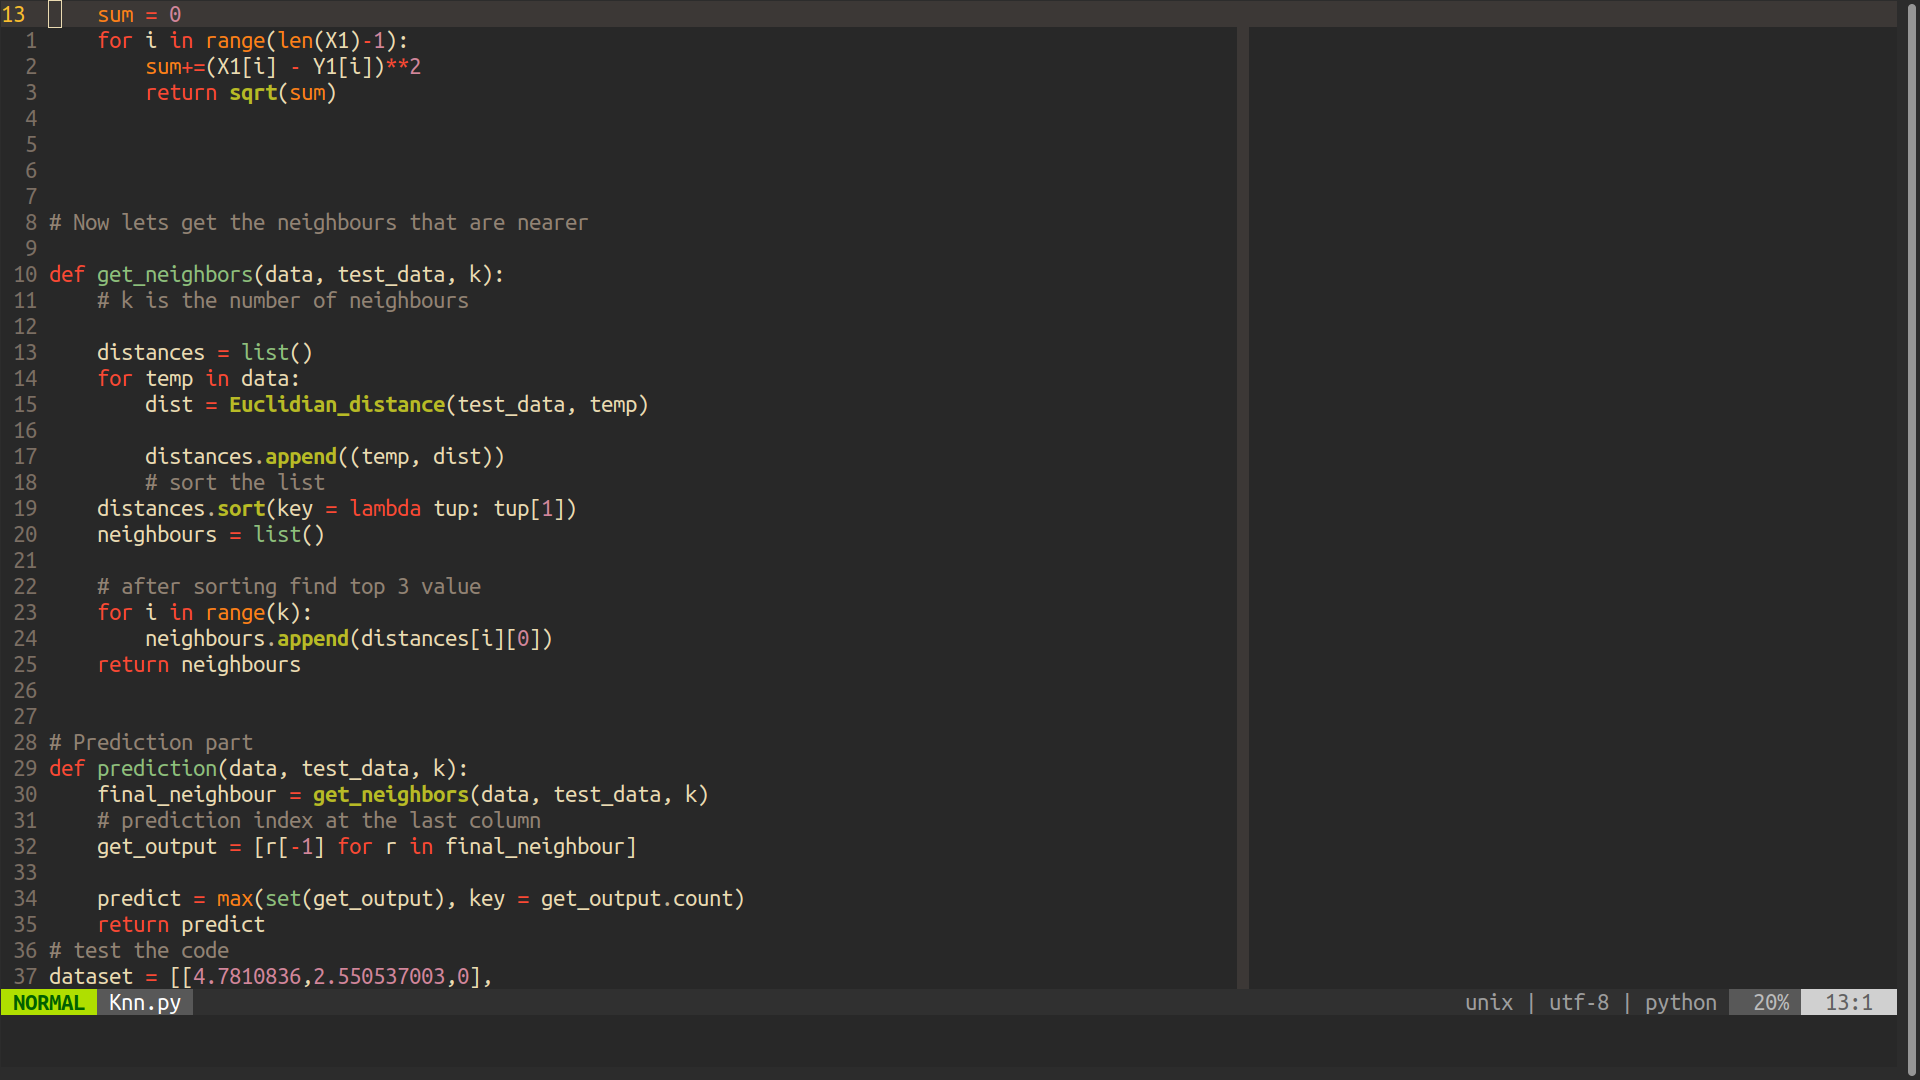 13      sum = 0
  1     for i in range(len(X1)-1):
  2         sum+=(X1[i] - Y1[i])**2
  3         return sqrt(sum)
  4
  5
  6
  7
  8 # Now lets get the neighbours that are nearer
  9
 10 def get_neighbors(data, test_data, k):
 11     # k is the number of neighbours
 12
 13     distances = list()
 14     for temp in data:
 15         dist = Euclidian_distance(test_data, temp)
 16
 17         distances.append((temp, dist))
 18         # sort the list
 19     distances.sort(key = lambda tup: tup[1])
 20     neighbours = list()
 21
 22     # after sorting find top 3 value
 23     for i in range(k):
 24         neighbours.append(distances[i][0])
 25     return neighbours
 26
 27
 28 # Prediction part
 29 def prediction(data, test_data, k):
 30     final_neighbour = get_neighbors(data, test_data, k)
 31     # prediction index at the last column
 32     get_output = [r[-1] for r in final_neighbour]
 33
 34     predict = max(set(get_output), key = get_output.count)
 35     return predict
 36 # test the code
 37 dataset = [[4.7810836,2.550537003,0],
NORMAL  Knn.py  unix | utf-8 | python  20%  13:1